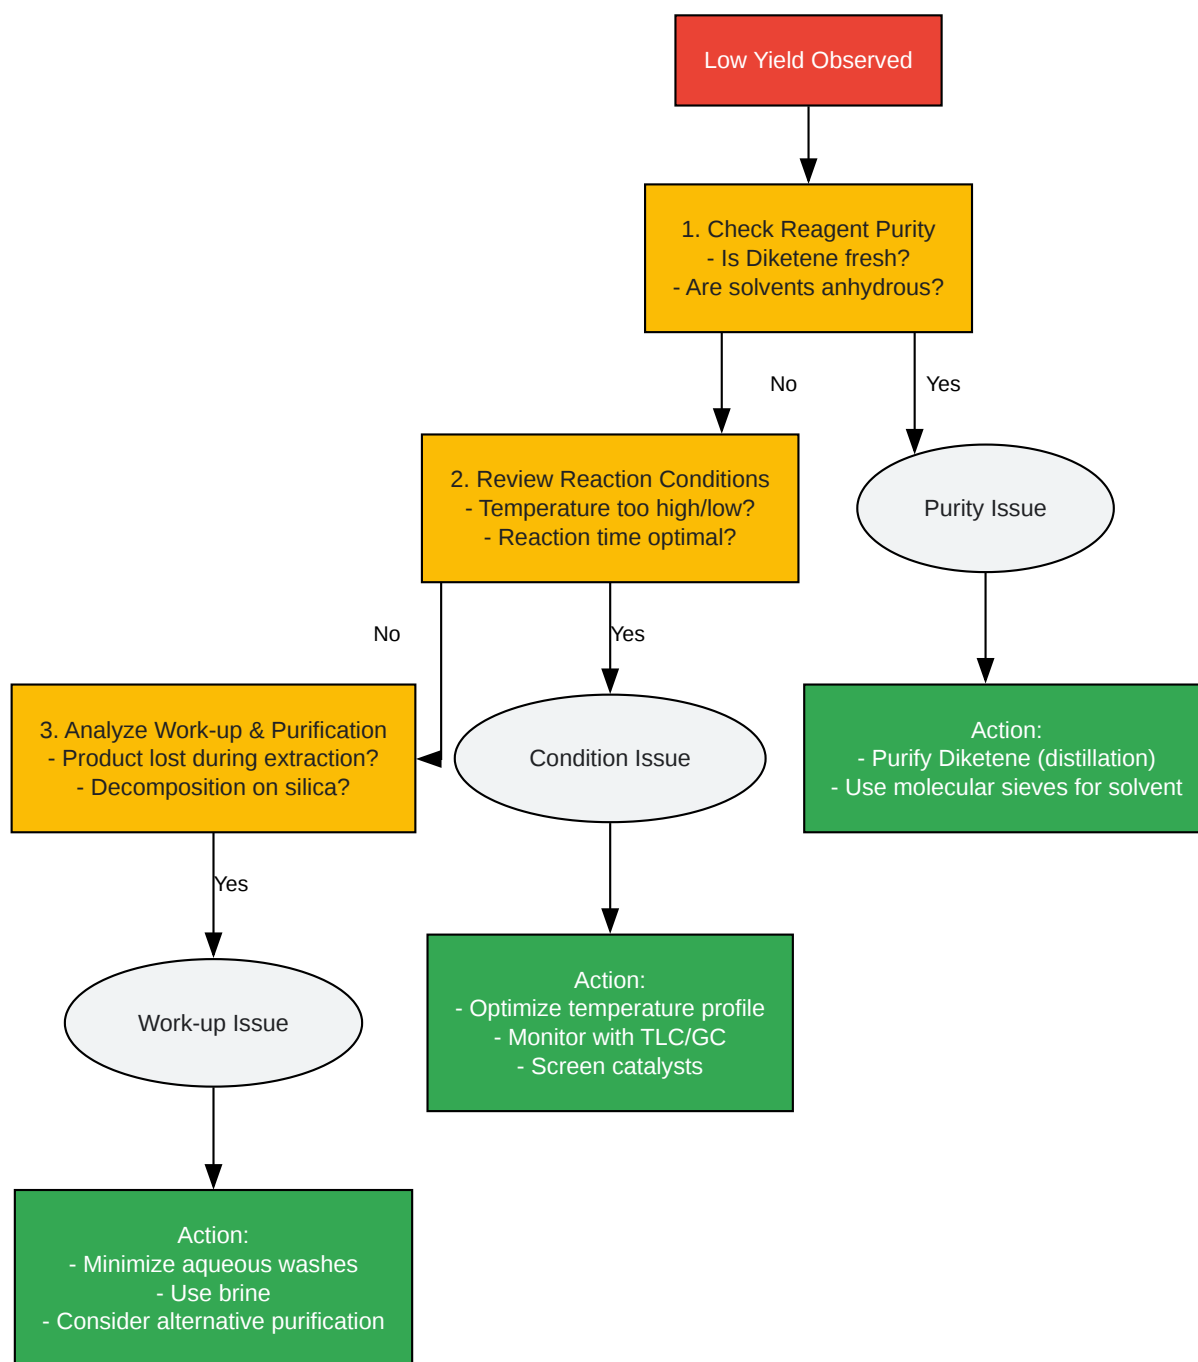 Low Yield Observed
1. Check Reagent Purity
- Is Diketene fresh?
- Are solvents anhydrous?
No
Yes
2. Review Reaction Conditions
- Temperature too high/low?
- Reaction time optimal?
Purity Issue
No
Yes
3. Analyze Work-up & Purification
- Product lost during extraction?
- Decomposition on silica?
Condition Issue
Action:
- Purify Diketene (distillation)
- Use molecular sieves for solvent
Yes
Work-up Issue
Action:
- Optimize temperature profile
- Monitor with TLC/GC
- Screen catalysts
Action:
- Minimize aqueous washes
- Use brine
- Consider alternative purification